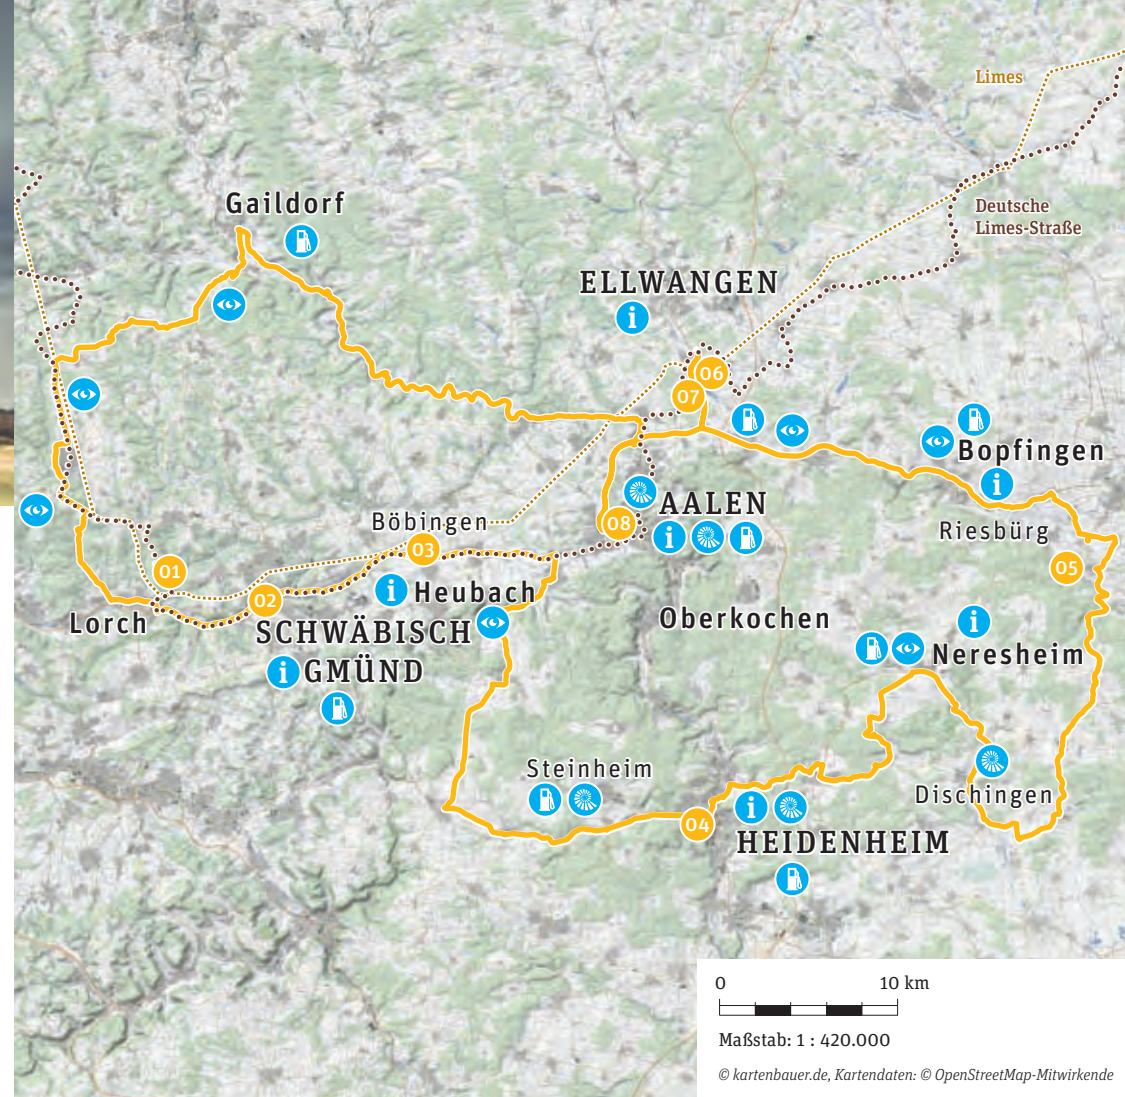 Limes
Gaildorf
Deutsche
Limes-Straße
ELLWANGEN
i
06
07
Bopfingen
i
AALEN
i
Böbingen
08
Riesbürg
03
01
05
i
Heubach
02
Lorch
Oberkochen
i
SCHWÄBISCH
GMÜND
i
Neresheim
Steinheim
Dischingen
i
04
HEIDENHEIM
0 10 km
Maßstab: 1 : 420.000
© kartenbauer.de, Kartendaten: © OpenStreetMap-Mitwirkende